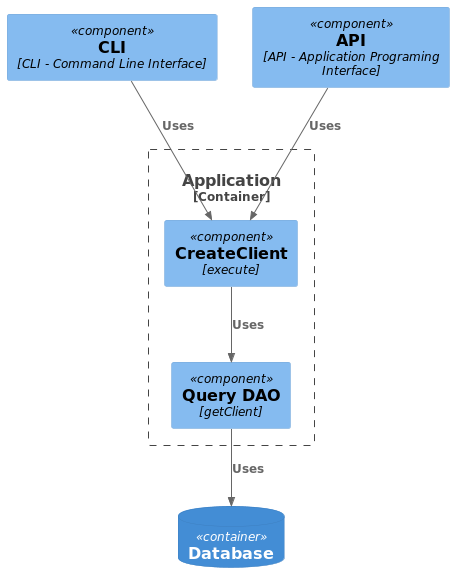 «component»
CLI
[CLI - Command Line Interface]
«component»
API
[API - Application Programing
Interface]
Uses
Uses
Application
[Container]
«component»
CreateClient
[execute]
Uses
«component»
Query DAO
[getClient]
Uses
«container»
Database